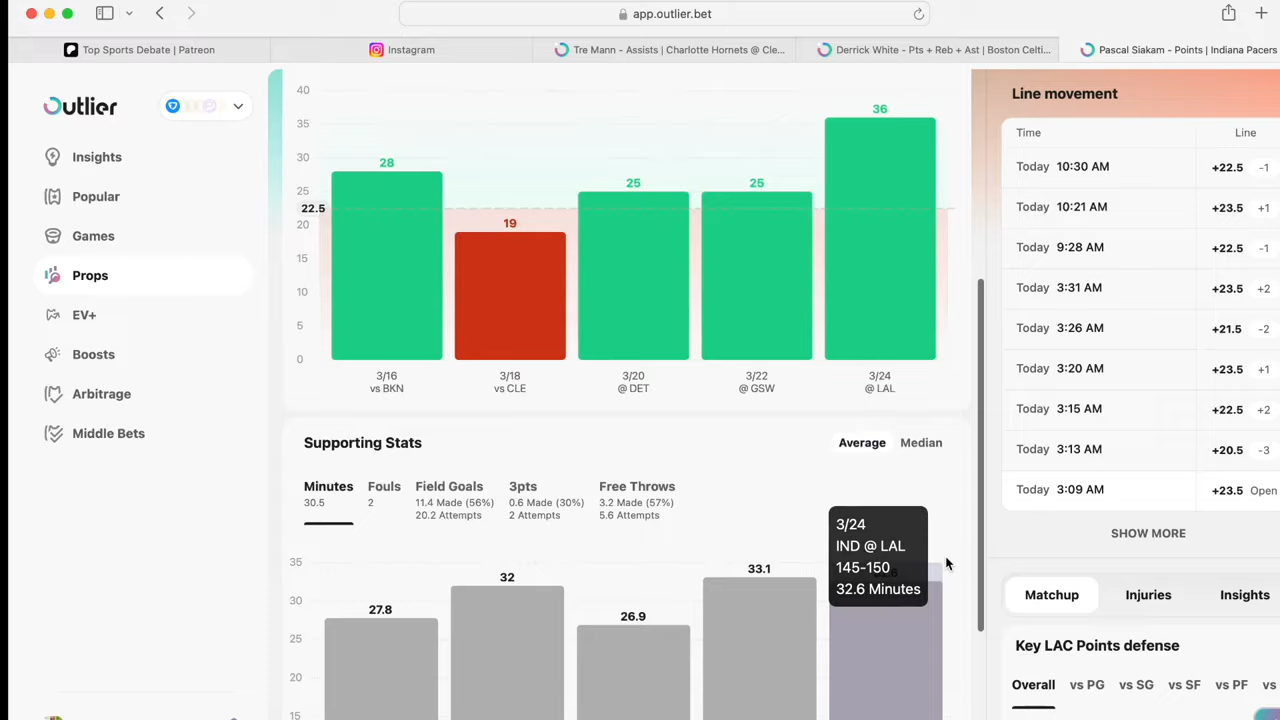 app.outlier.bet
Top Sports Debate | Patreon
Instagram
Tre Mann - Assists | Charlotte Hornets @ Cle...
Derrick White - Pts + Reb + Ast | Boston Celti...
Pascal Siakam - Points | Indiana Pacers
Outlier
Insights
Popular
Games
Props
EV+
Boosts
Arbitrage
Middle Bets
40
35
30
25
22.5
20
15
10
5
0
28
19
25
25
36
3/16
vs BKN
3/18
vs CLE
3/20
@ DET
3/22
@ GSW
3/24
@ LAL
Supporting Stats
Average Median
Minutes
30.5
Fouls
2
Field Goals
11.4 Made (56%)
20.2 Attempts
3pts
0.6 Made (30%)
2 Attempts
Free Throws
3.2 Made (57%)
5.6 Attempts
35
30
25
20
15
27.8
32
26.9
33.1
3/24
IND @ LAL
145-150
32.6 Minutes
Line movement
Time Line
Today 10:30 AM +22.5 -1
Today 10:21 AM +23.5 +1
Today 9:28 AM +22.5 -1
Today 3:31 AM +23.5 +2
Today 3:26 AM +21.5 -2
Today 3:20 AM +23.5 +1
Today 3:15 AM +22.5 +2
Today 3:13 AM +20.5 -3
Today 3:09 AM +23.5 Open
SHOW MORE
Matchup Injuries Insights
Key LAC Points defense
Overall vs PG vs SG vs SF vs PF vs